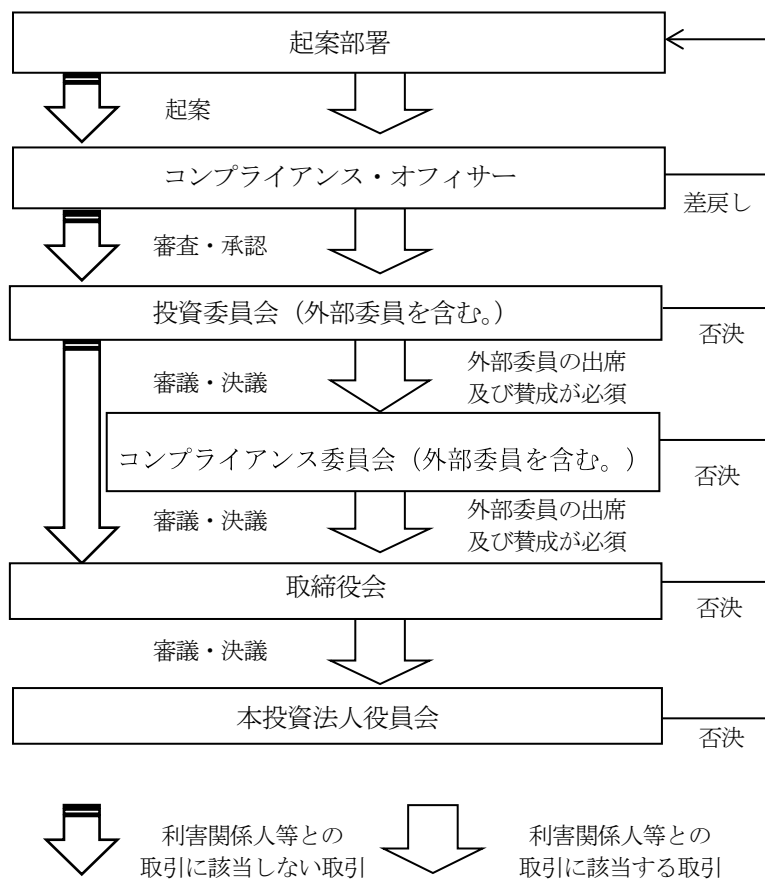 起案部署
起案
コンプライアンス・オフィサー
差戻し
審査・承認
投資委員会（外部委員を含む。）
否決
審議・決議
外部委員の出席
及び賛成が必須
コンプライアンス委員会（外部委員を含む。）
否決
審議・決議
外部委員の出席
及び賛成が必須
取締役会
否決
審議・決議
本投資法人役員会
否決
利害関係人等との
取引に該当しない取引
利害関係人等との
取引に該当する取引